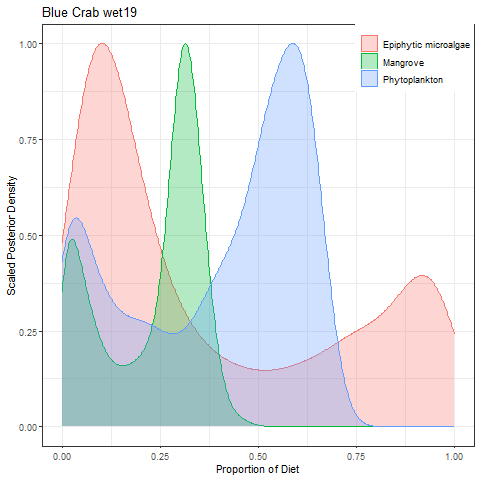 Blue Crab wet19
Epiphytic microalgae
Mangrove
Phytoplankton
Scaled Posterior Density
1.00
0.75
0.50
0.25
0.00
0.00 0.25 0.50 0.75 1.00
Proportion of Diet